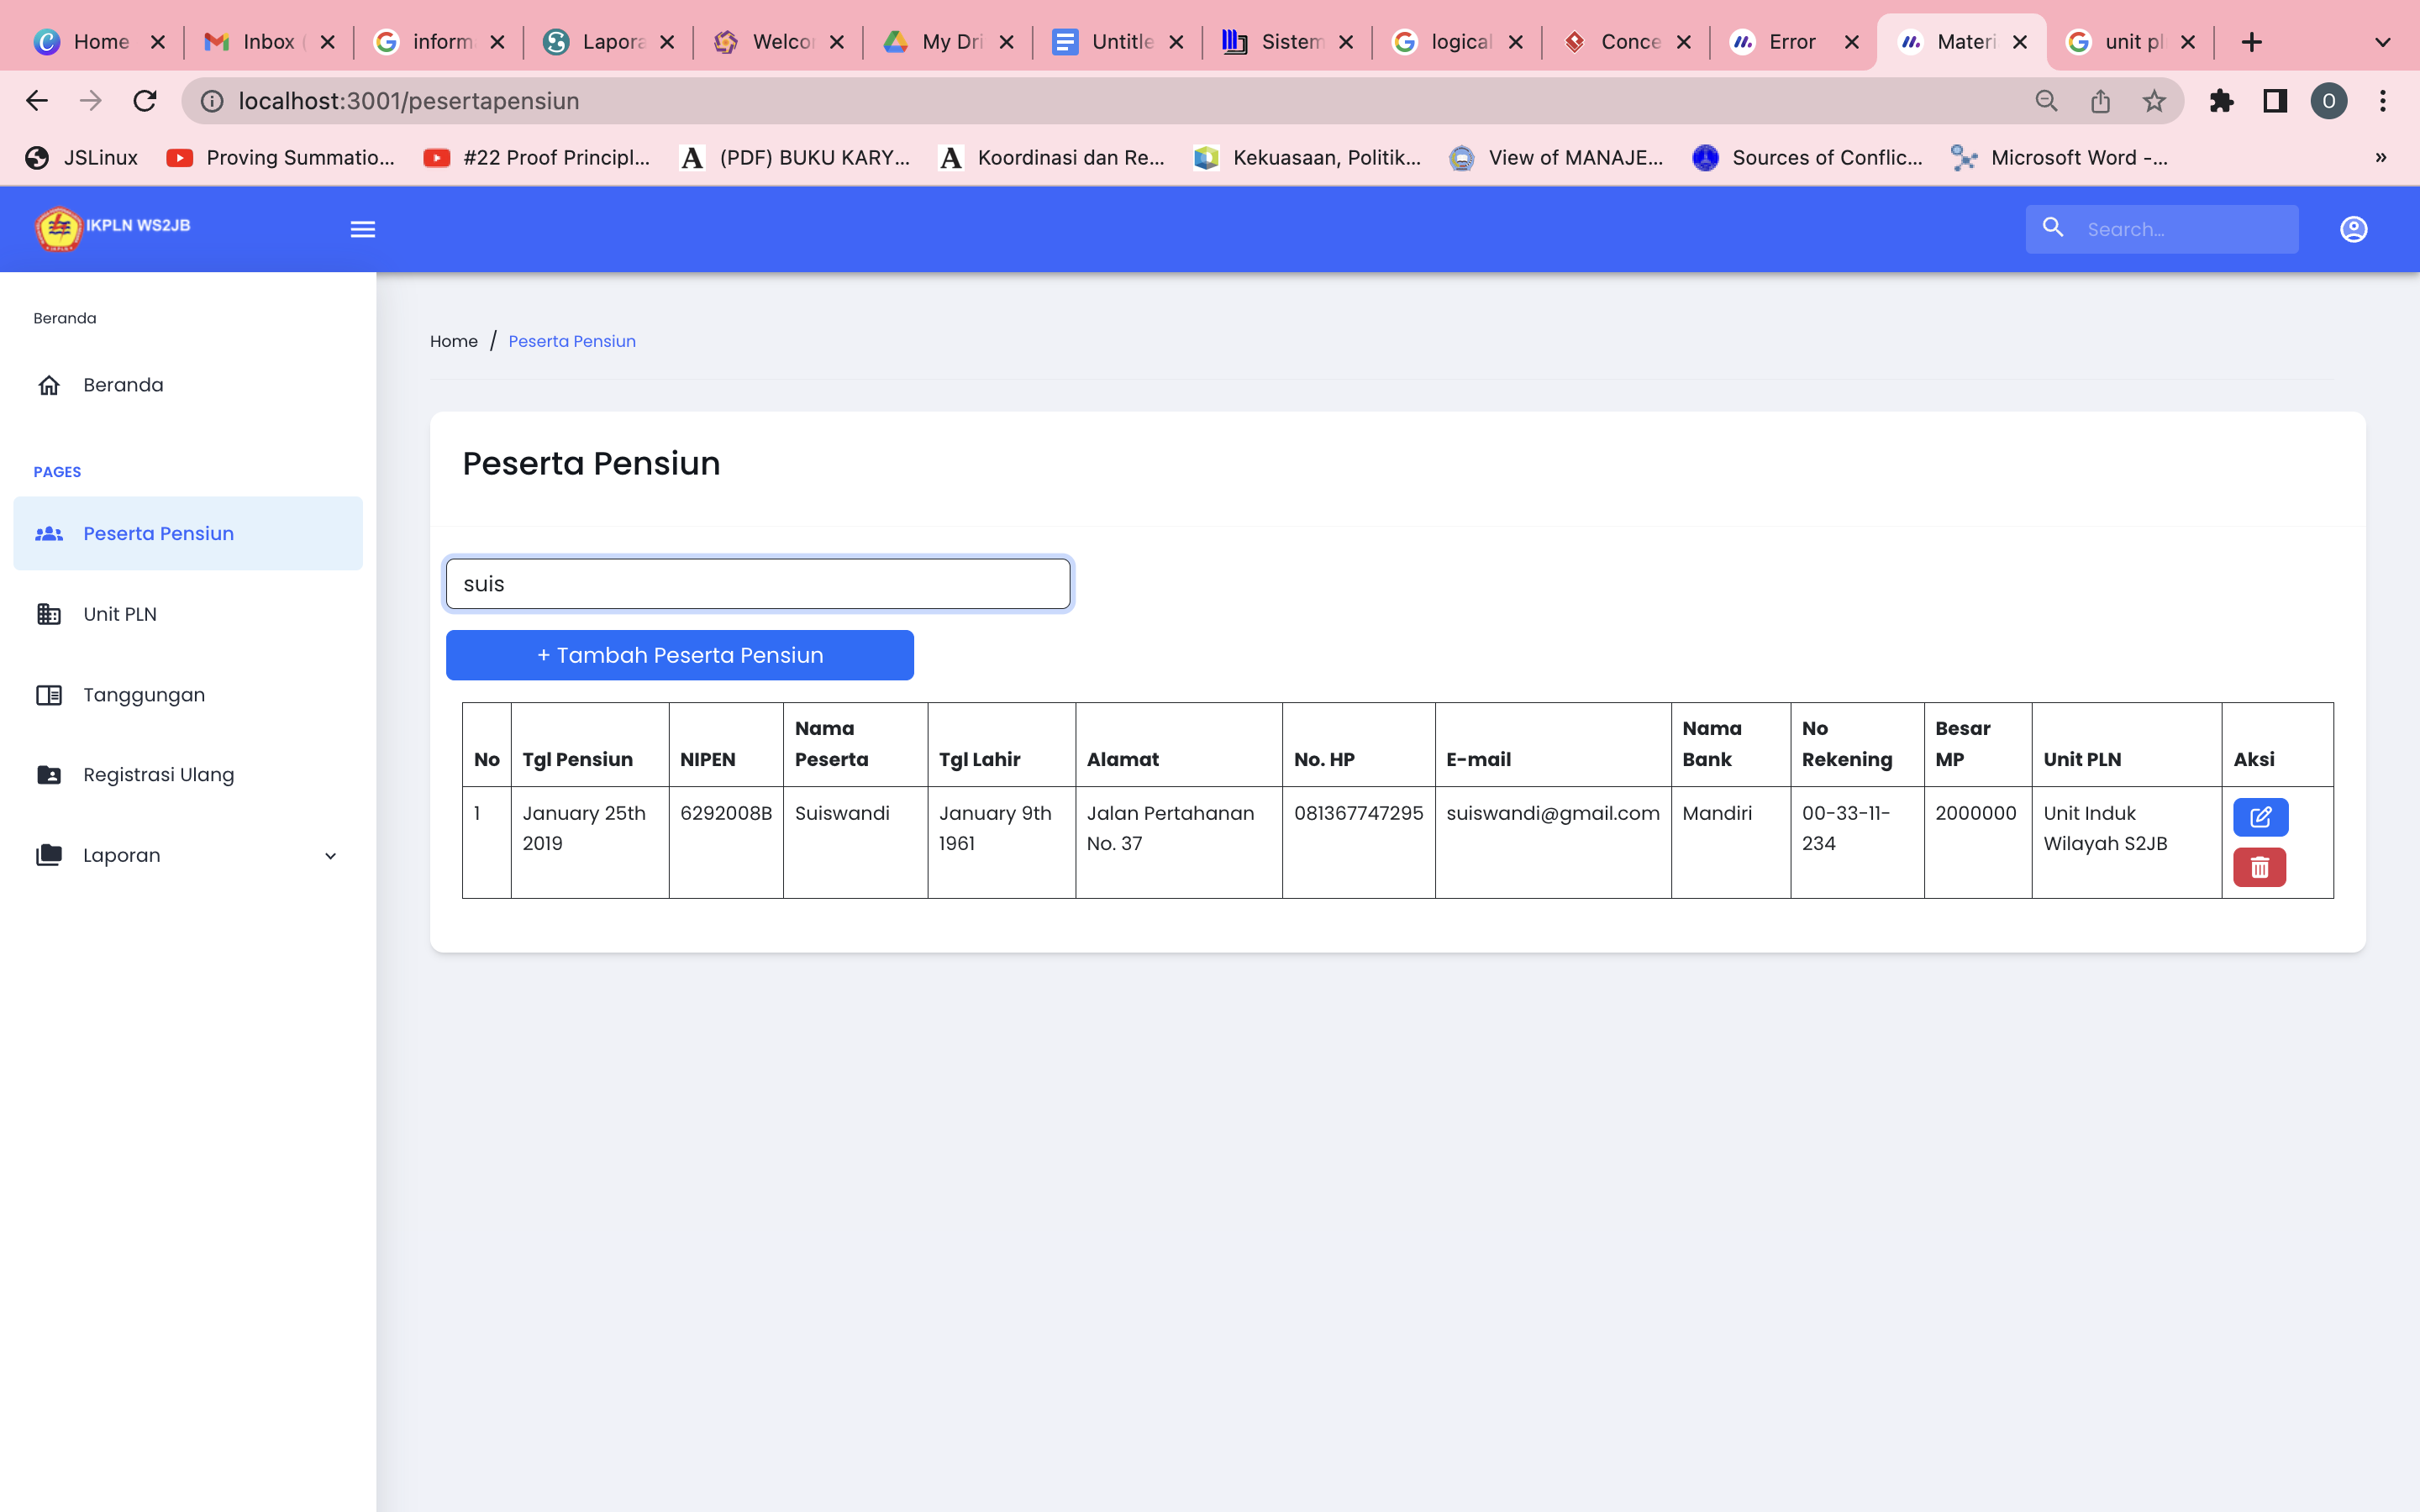 Home
Inbox (
inform
Lapora
Welcor
My Dri
Untitle
Sistem
logical
Conce
Error
Materi
unit pl
localhost:3001/pesertapensiun
O
JSLinux
Proving Summatio...
#22 Proof Principl...
A (PDF) BUKU KARY...
A Koordinasi dan Re...
Kekuasaan, Politik...
View of MANAJE...
Sources of Conflic...
Microsoft Word -...
»
IKPLN WS2JB
Search...
Beranda
Beranda
PAGES
Peserta Pensiun
Unit PLN
Tanggungan
Registrasi Ulang
Laporan
Home / Peserta Pensiun
Peserta Pensiun
suis
+ Tambah Peserta Pensiun
No
Tgl Pensiun
NIPEN
Nama
Peserta
Tgl Lahir
Alamat
No. HP
E-mail
Nama
Bank
No
Rekening
Besar
MP
Unit PLN
Aksi
1
January 25th
2019
6292008B
Suiswandi
January 9th
1961
Jalan Pertahanan
No. 37
081367747295
suiswandi@gmail.com
Mandiri
00-33-11-
234
2000000
Unit Induk
Wilayah S2JB